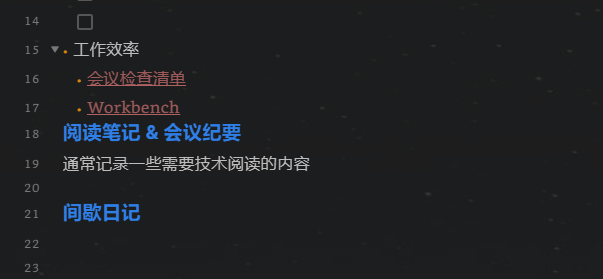 14
15 工作效率
16 会议检查清单
17 Workbench
18 阅读笔记 & 会议纪要
19 通常记录一些需要技术阅读的内容
20
21 间歇日记
22
23